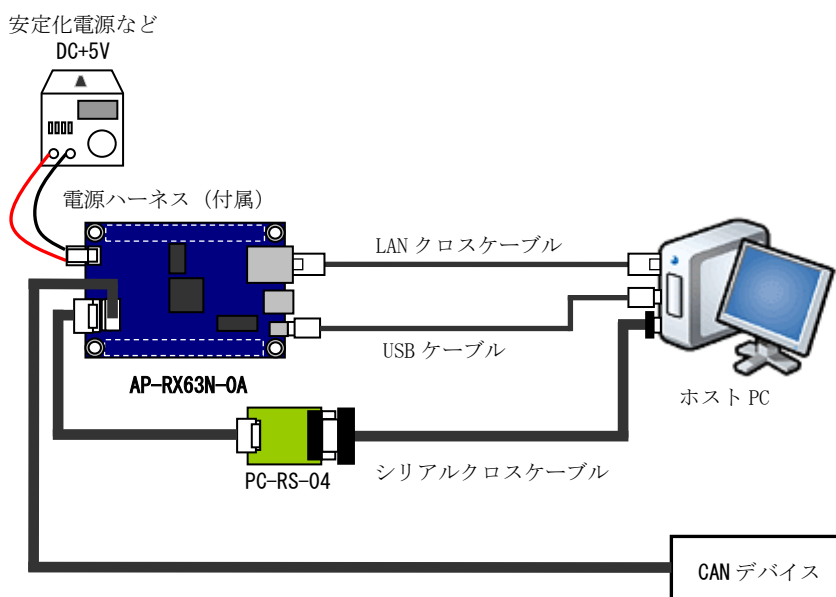 安定化電源など
DC+5V
電源ハーネス（付属）
LAN クロスケーブル
USB ケーブル
AP-RX63N-0A
ホスト PC
PC-RS-04
シリアルクロスケーブル
CAN デバイス